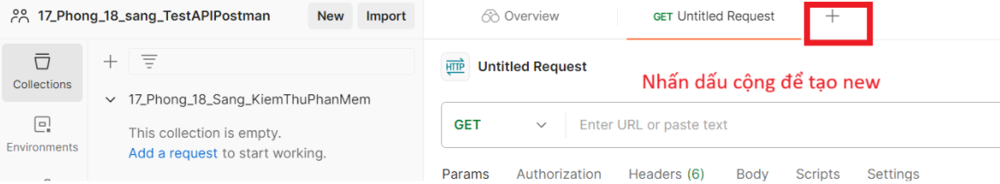 17_Phong_18_sang_TestAPIPostman New Import
Overview GET Untitled Request
Collections
HTTP Untitled Request
Nhấn dấu cộng để tạo new
17_Phong_18_Sang_KiemThuPhanMem
GET Enter URL or paste text
This collection is empty.
Add a request to start working.
Environments
Params Authorization Headers (6) Body Scripts Settings